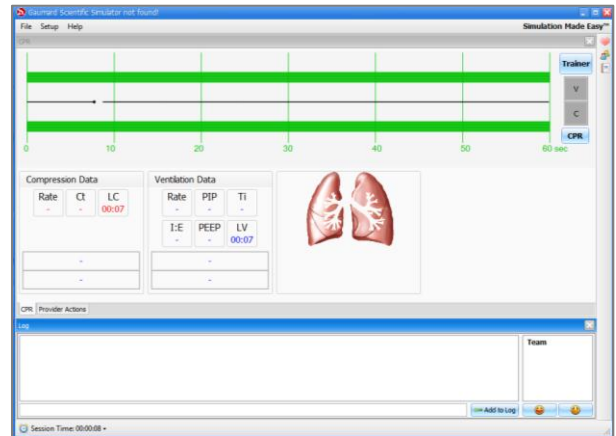 Gaumard Scientific Simulator not found!
File Setup Help Simulation Made Easy™
CPR
Trainer
V
C
CPR
0 10 20 30 40 50 60 sec
Compression Data Ventilation Data
Rate Ct LC Rate PIP Ti
- - 00:07 - - -
I:E PEEP LV
- - 00:07
- -
- -
CPR Provider Actions
Log
Team
Add to Log
Session Time: 00:00:08